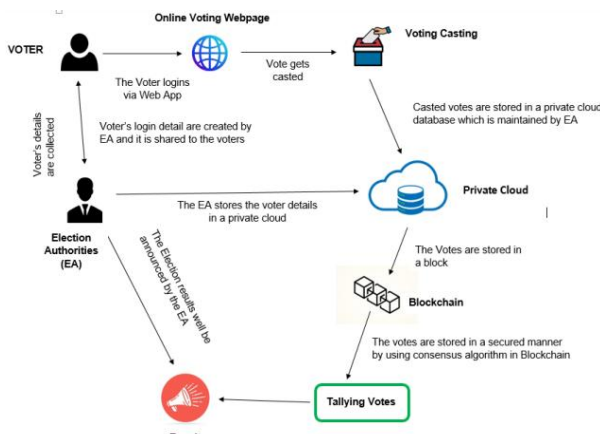 Online Voting Webpage
VOTER
Voting Casting
The Voter logins
via Web App
Vote gets
casted
Voter's details
are collected
Voter's login detail are created by
EA and it is shared to the voters
Casted votes are stored in a private cloud
database which is maintained by EA
The EA stores the voter details
in a private cloud
Private Cloud
Election
Authorities
(EA)
The Election results well be
announced by the EA
The Votes are stored in
a block
Blockchain
The votes are stored in a secured manner
by using consensus algorithm in Blockchain
Tallying Votes